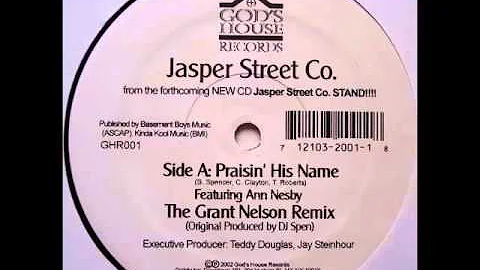 GOD'S
HOUSE
RECORDS
Jasper Street Co.
from the forthcoming NEW CD Jasper Street Co. STAND!!!!
Published by Basement Boys Music
(ASCAP), Kinda Kool Music (BMI)
GHR001
7 12103-2001-1 8
Side A: Praisin' His Name
(S. Spencer, C. Clayton, T. Roberts)
Featuring Ann Nesby
The Grant Nelson Remix
(Original Produced by DJ Spen)
Executive Producer: Teddy Douglas, Jay Steinhour
℗©2002 God's House Records